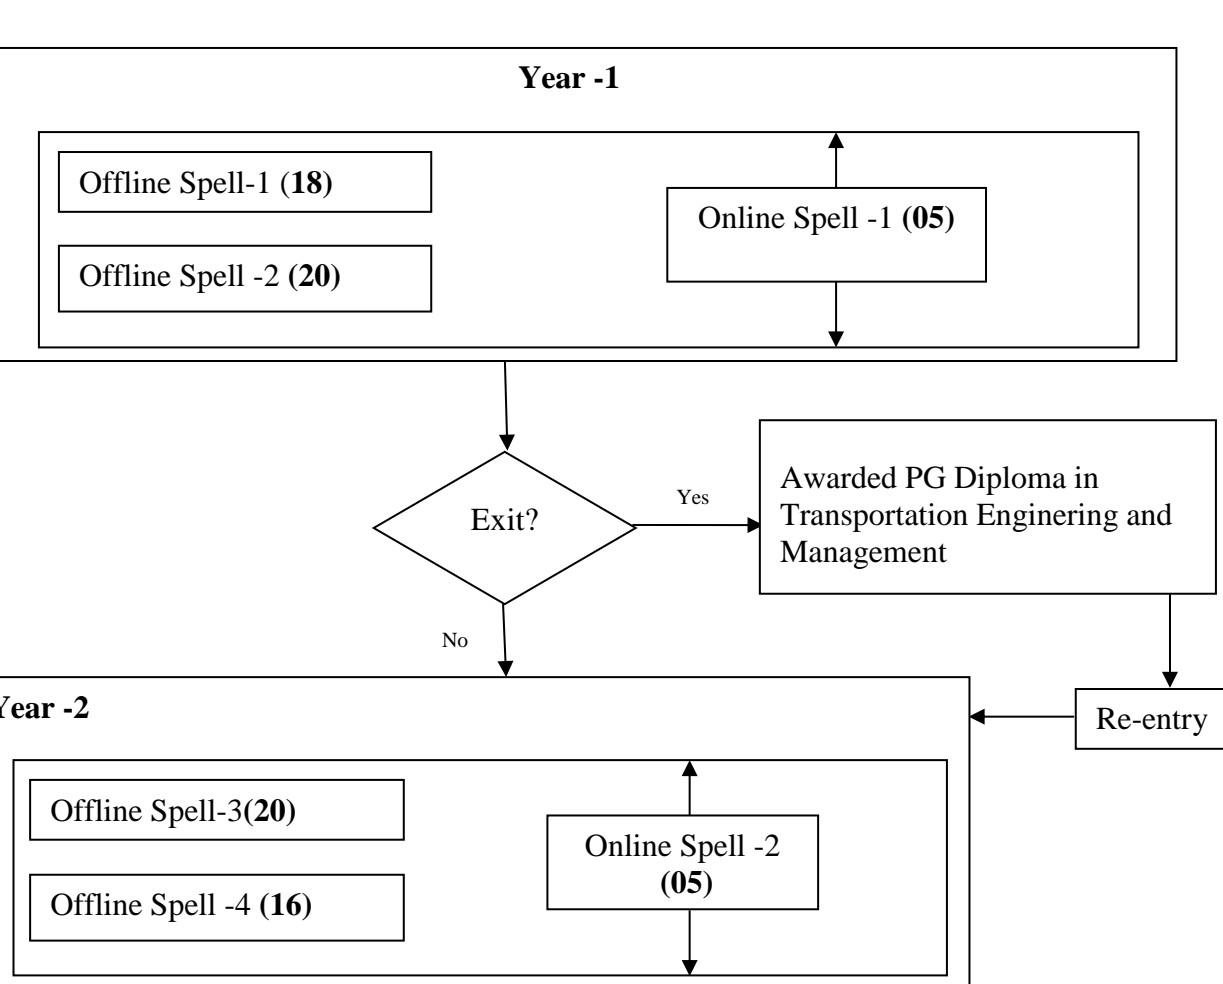 Year -1
Offline Spell-1 (18)
Online Spell -1 (05)
Offline Spell -2 (20)
Exit?
Yes
Awarded PG Diploma in
Transportation Enginering and
Management
No
Year -2
Re-entry
Offline Spell-3(20)
Online Spell -2
(05)
Offline Spell -4 (16)